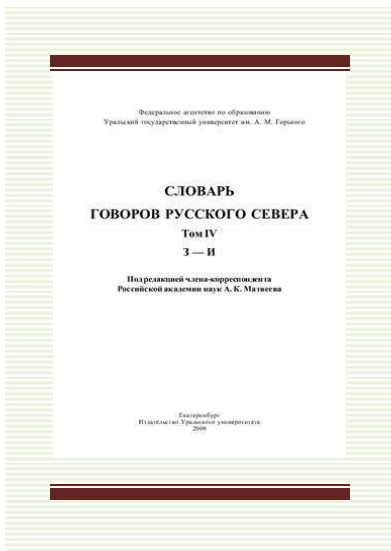 Федеральное агентство по образованию
Уральский государственный университет им. А. М. Горького
СЛОВАРЬ
ГОВОРОВ РУССКОГО СЕВЕРА
Том IV
З — И
Под редакцией члена-корреспондента
Российской академии наук А. К. Матвеева
Екатеринбург
Издательство Уральского университета
2009